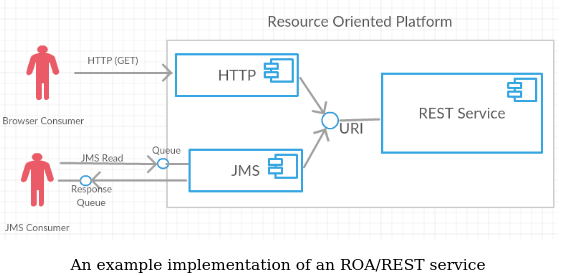 Resource Oriented Platform
HTTP (GET)
HTTP
REST Service
Browser Consumer
URI
JMS Read
Queue
JMS
Response
Queue
JMS Consumer
An example implementation of an ROA/REST service